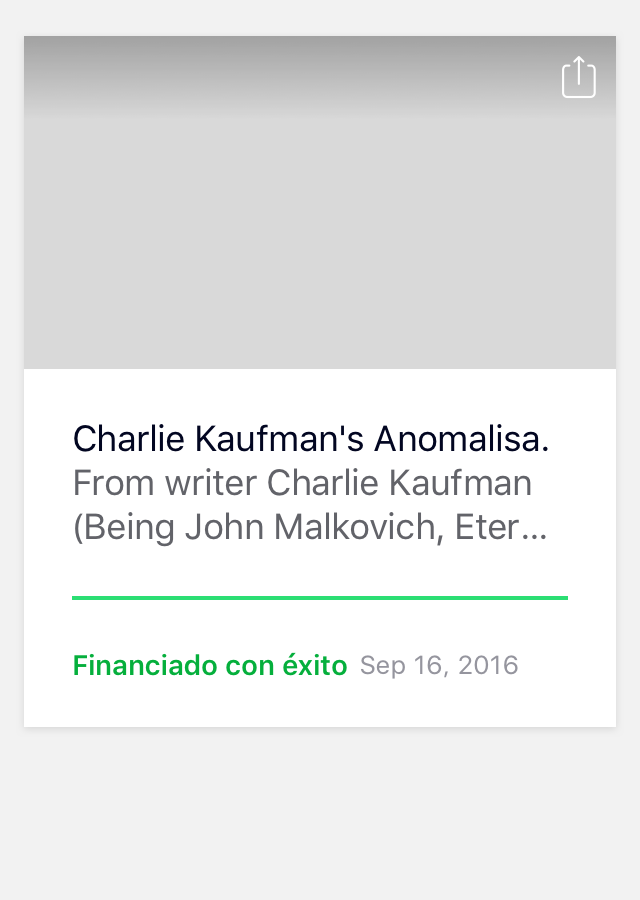 Charlie Kaufman's Anomalisa.
From writer Charlie Kaufman
(Being John Malkovich, Eter...
Financiado con éxito Sep 16, 2016